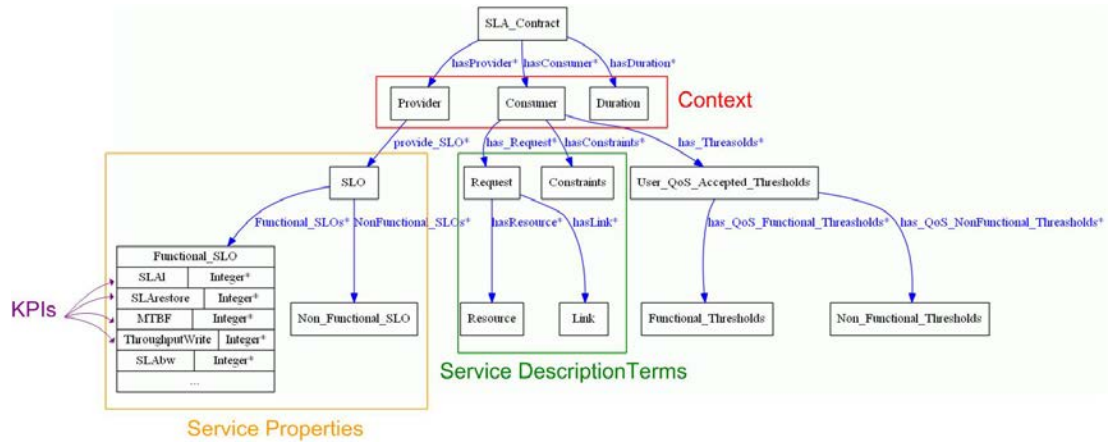 SLA_Contract
hasProvider*
hasConsumer*
hasDuration*
Provider
Consumer
Duration
Context
provide_SLO*
has_Request*
hasConstraints*
has_Threasolds*
SLO
Request
Constraints
User_QoS_Accepted_Thresholds
Functional_SLOs*
NonFunctional_SLOs*
hasResource*
hasLink*
has_QoS_Functional_Threasholds*
has_QoS_NonFunctional_Threasholds*
Functional_SLO
SLAI Integer*
SLArestore Integer*
MTBF Integer*
ThroughputWrite Integer*
SLAbw Integer*
...
KPIs
Non_Functional_SLO
Resource
Link
Functional_Thresholds
Non_Functional_Thresholds
Service DescriptionTerms
Service Properties